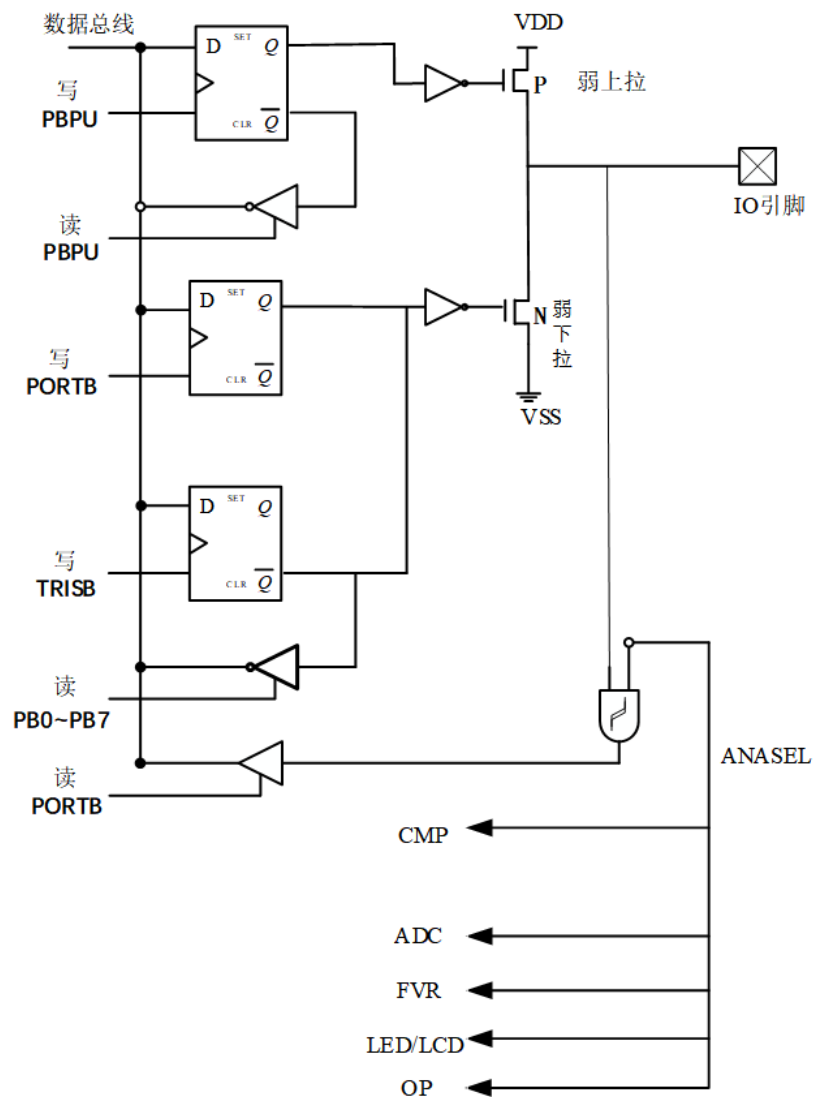 数据总线
VDD
D SET Q
写
PBPU
CLR Q
P 弱上拉
IO引脚
读
PBPU
D SET Q
写
PORTB
CLR Q
N 弱下拉
VSS
D SET Q
写
TRISB
CLR Q
读
PB0~PB7
读
PORTB
ANASEL
CMP
ADC
FVR
LED/LCD
OP